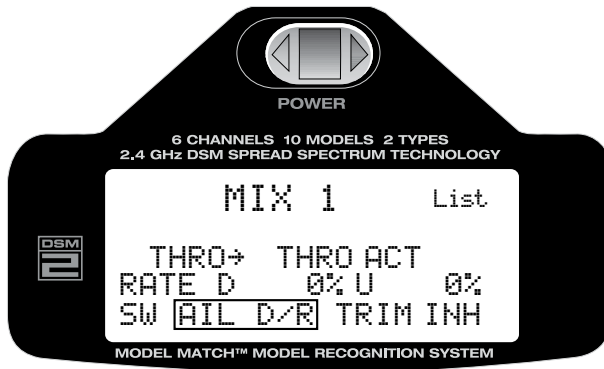 POWER
6 CHANNELS 10 MODELS 2 TYPES
2.4 GHz DSM SPREAD SPECTRUM TECHNOLOGY
MIX 1 List
THRO→ THRO ACT
RATE D 0% U 0%
SW AIL D/R TRIM INH
DSM
2
MODEL MATCH™ MODEL RECOGNITION SYSTEM